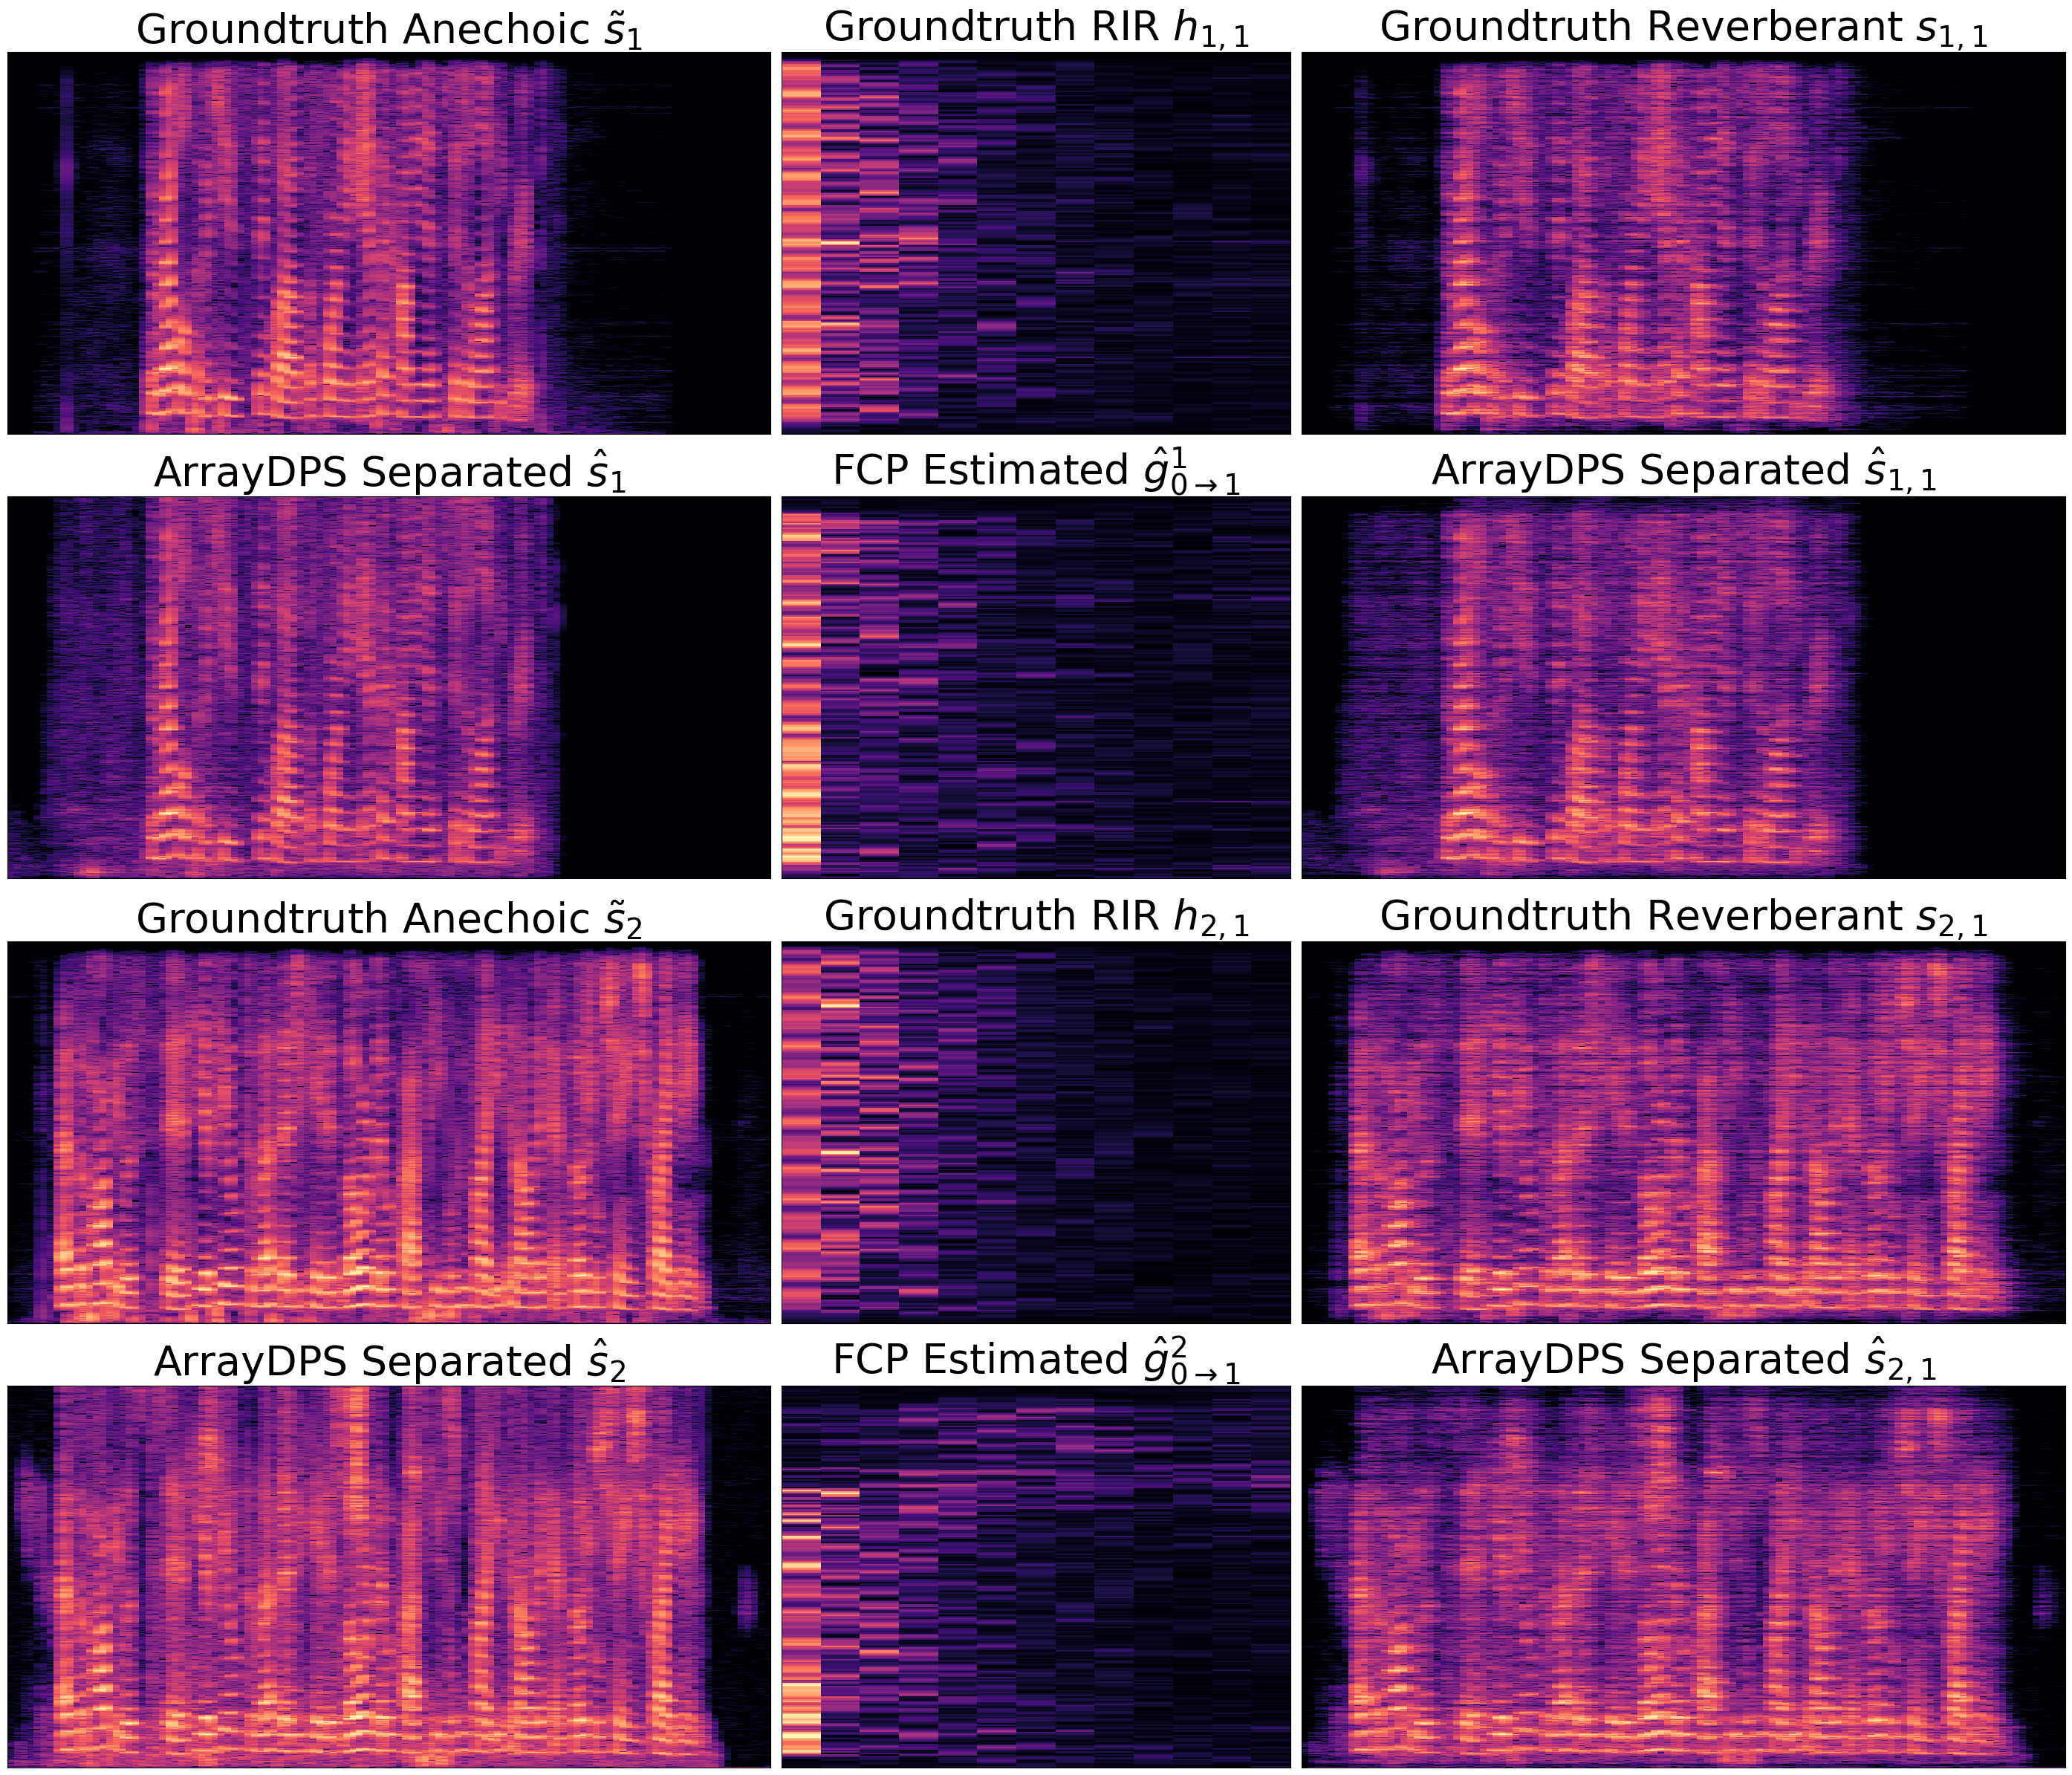 Groundtruth Anechoic s̃₁
Groundtruth RIR h₁,₁
Groundtruth Reverberant s₁,₁
ArrayDPS Separated ŝ₁
FCP Estimated ĝ¹₀→₁
ArrayDPS Separated ŝ₁,₁
Groundtruth Anechoic s̃₂
Groundtruth RIR h₂,₁
Groundtruth Reverberant s₂,₁
ArrayDPS Separated ŝ₂
FCP Estimated ĝ²₀→₁
ArrayDPS Separated ŝ₂,₁